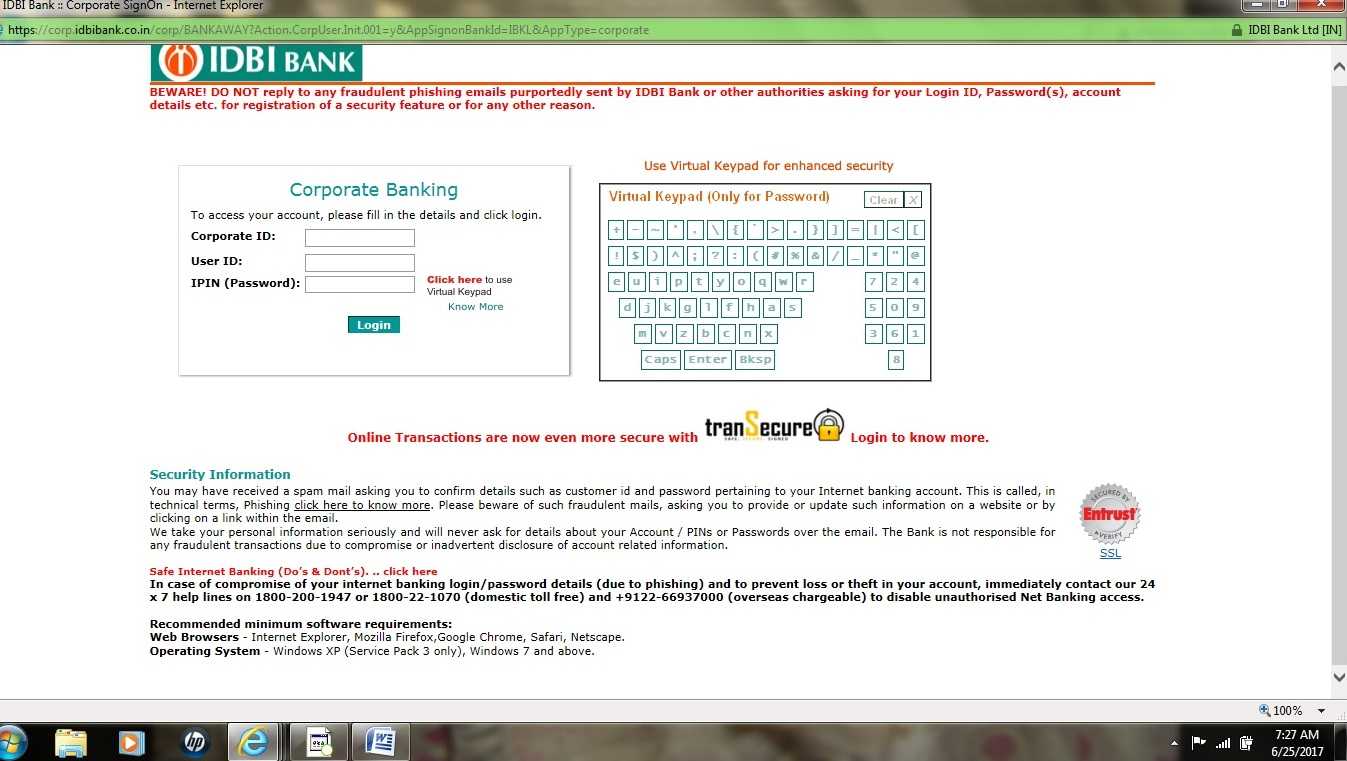 IDBI Bank :: Corporate SignOn - Internet Explorer
https://corp.idbibank.co.in/corp/BANKAWAY?Action.CorpUser.Init.001=y&AppSignonBankId=IBKL&AppType=corporate
IDBI Bank Ltd [IN]
IDBI BANK
BEWARE! DO NOT reply to any fraudulent phishing emails purportedly sent by IDBI Bank or other authorities asking for your Login ID, Password(s), account
details etc. for registration of a security feature or for any other reason.
Corporate Banking
To access your account, please fill in the details and click login.
Corporate ID:
User ID:
IPIN (Password):
Click here to use
Virtual Keypad
Know More
Login
Use Virtual Keypad for enhanced security
Virtual Keypad (Only for Password)
Clear X
+ - ~ ' . \ { ` > . } ] = | < [
! $ ) ^ ; ? : ( # % & / _ * " @
e u i p t y o q w r 7 2 4
d j k g l f h a s 5 0 9
m v z b c n x 3 6 1
Caps Enter Bksp 8
Online Transactions are now even more secure with tranSecure Login to know more.
Security Information
You may have received a spam mail asking you to confirm details such as customer id and password pertaining to your Internet banking account. This is called, in
technical terms, Phishing click here to know more. Please beware of such fraudulent mails, asking you to provide or update such information on a website or by
clicking on a link within the email.
We take your personal information seriously and will never ask for details about your Account / PINs or Passwords over the email. The Bank is not responsible for
any fraudulent transactions due to compromise or inadvertent disclosure of account related information.
SECURED BY
Entrust
VERIFY
SSL
Safe Internet Banking (Do's & Dont's). .. click here
In case of compromise of your internet banking login/password details (due to phishing) and to prevent loss or theft in your account, immediately contact our 24
x 7 help lines on 1800-200-1947 or 1800-22-1070 (domestic toll free) and +9122-66937000 (overseas chargeable) to disable unauthorised Net Banking access.
Recommended minimum software requirements:
Web Browsers - Internet Explorer, Mozilla Firefox,Google Chrome, Safari, Netscape.
Operating System - Windows XP (Service Pack 3 only), Windows 7 and above.
100%
hp
7:27 AM
6/25/2017